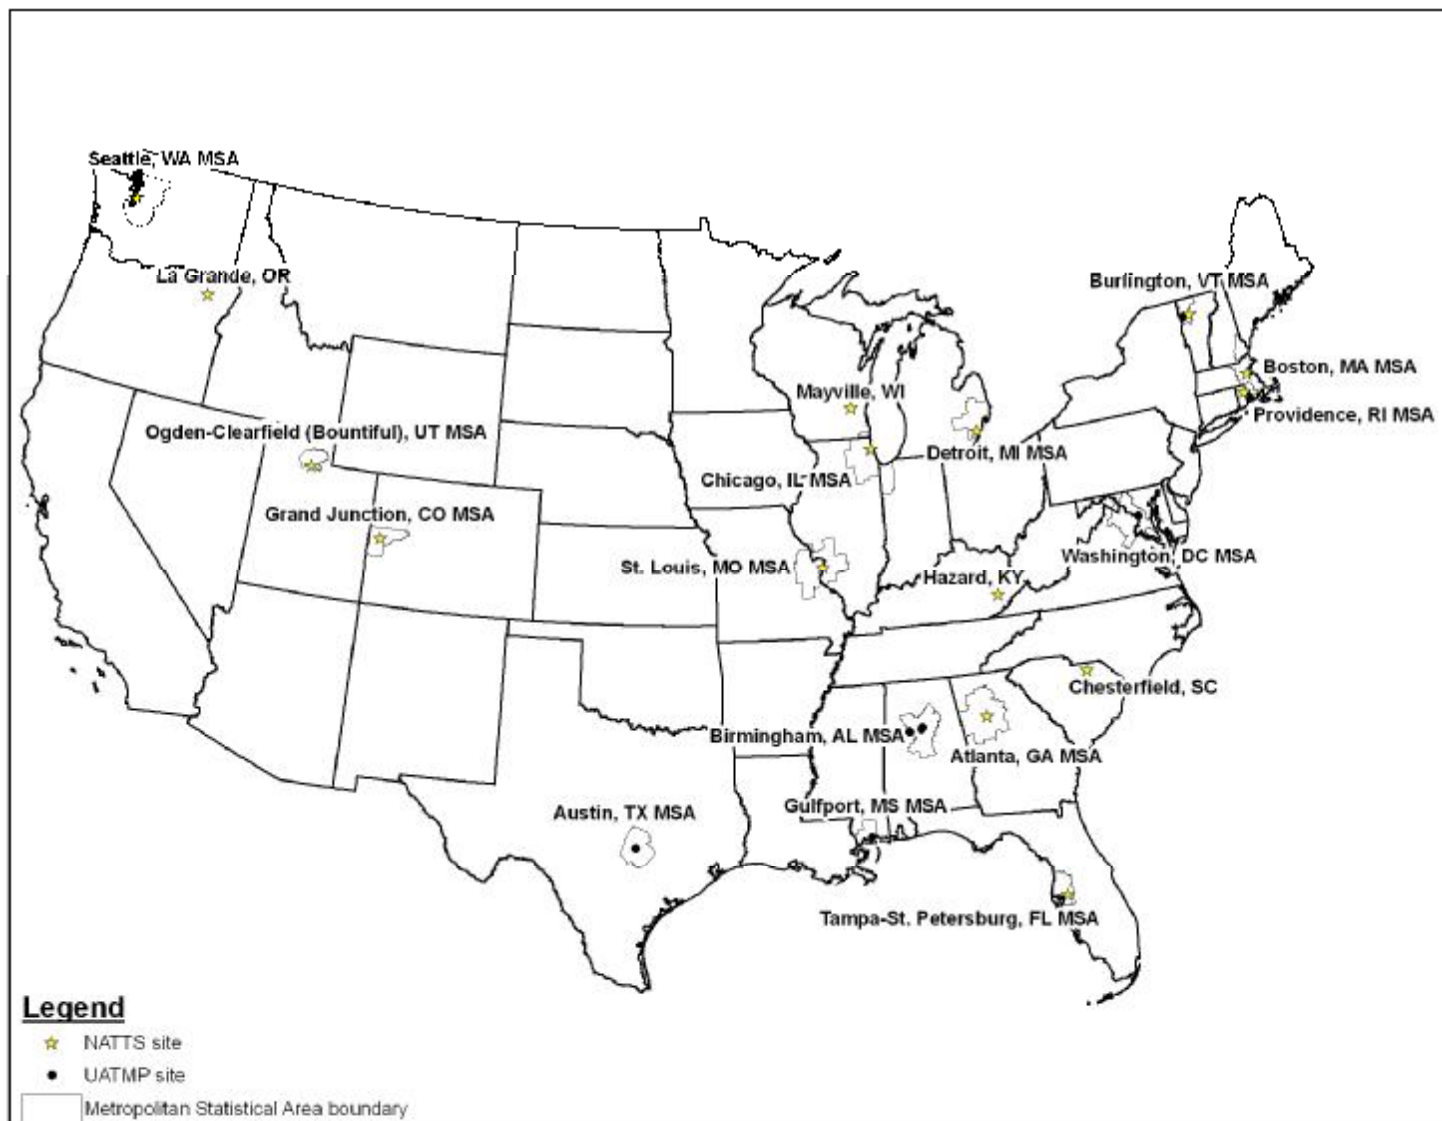 Seattle, WA MSA
La Grande, OR
Burlington, VT MSA
Boston, MA MSA
Mayville, WI
Providence, RI MSA
Ogden-Clearfield (Bountiful), UT MSA
Detroit, MI MSA
Chicago, IL MSA
Grand Junction, CO MSA
Washington, DC MSA
St. Louis, MO MSA
Hazard, KY
Chesterfield, SC
Birmingham, AL MSA
Atlanta, GA MSA
Gulfport, MS MSA
Austin, TX MSA
Tampa-St. Petersburg, FL MSA
Legend
NATTS site
UATMP site
Metropolitan Statistical Area boundary